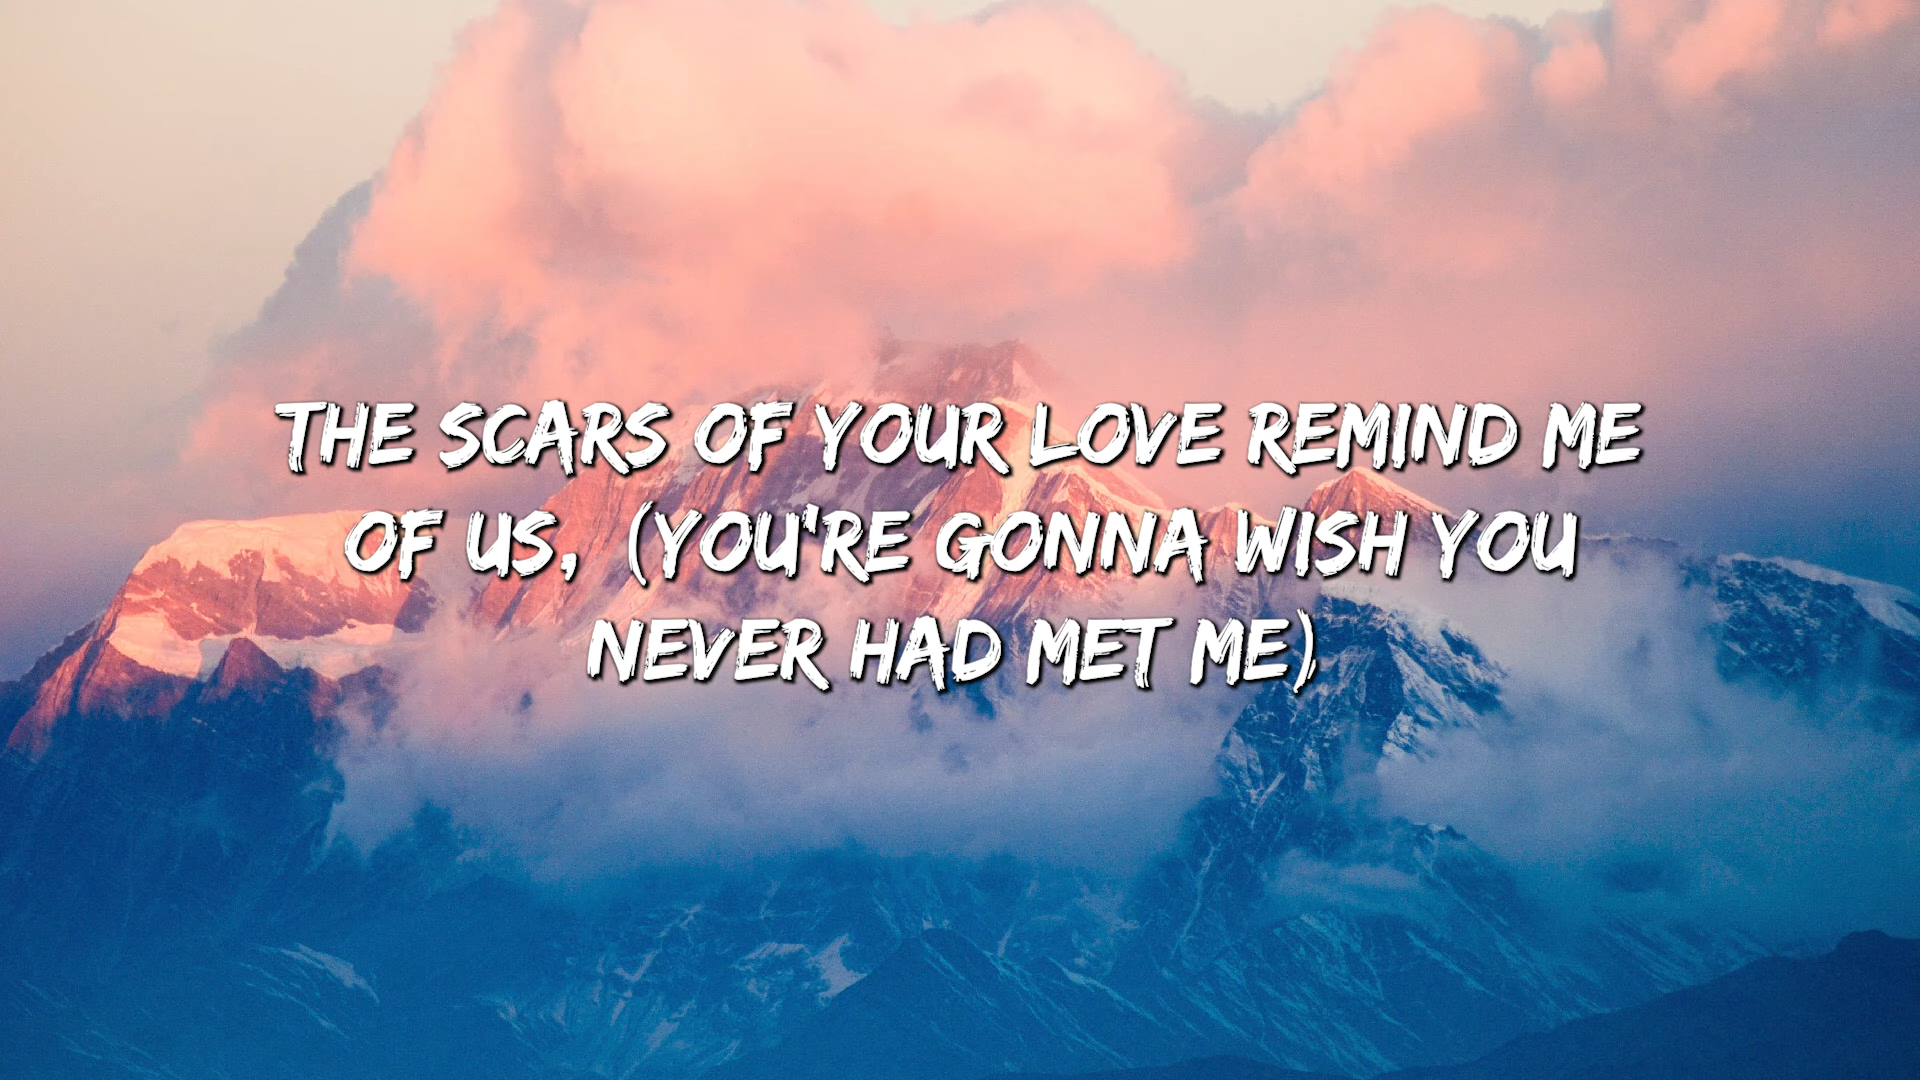 THE SCARS OF YOUR LOVE REMIND ME
OF US, (YOU'RE GONNA WISH YOU
NEVER HAD MET ME)